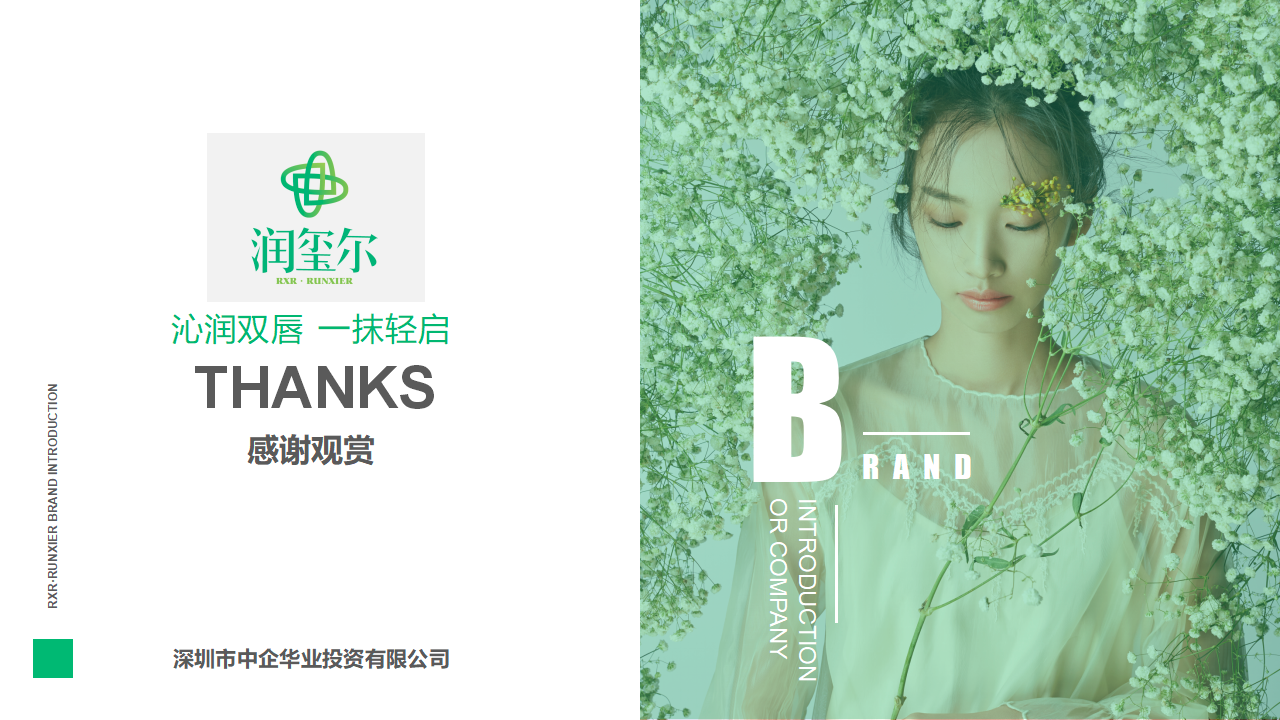 润玺尔
RXR · RUNXIER
沁润双唇 一抹轻启
THANKS
感谢观赏
RXR·RUNXIER BRAND INTRODUCTION
深圳市中企华业投资有限公司
BRAND
INTRODUCTION
OR COMPANY